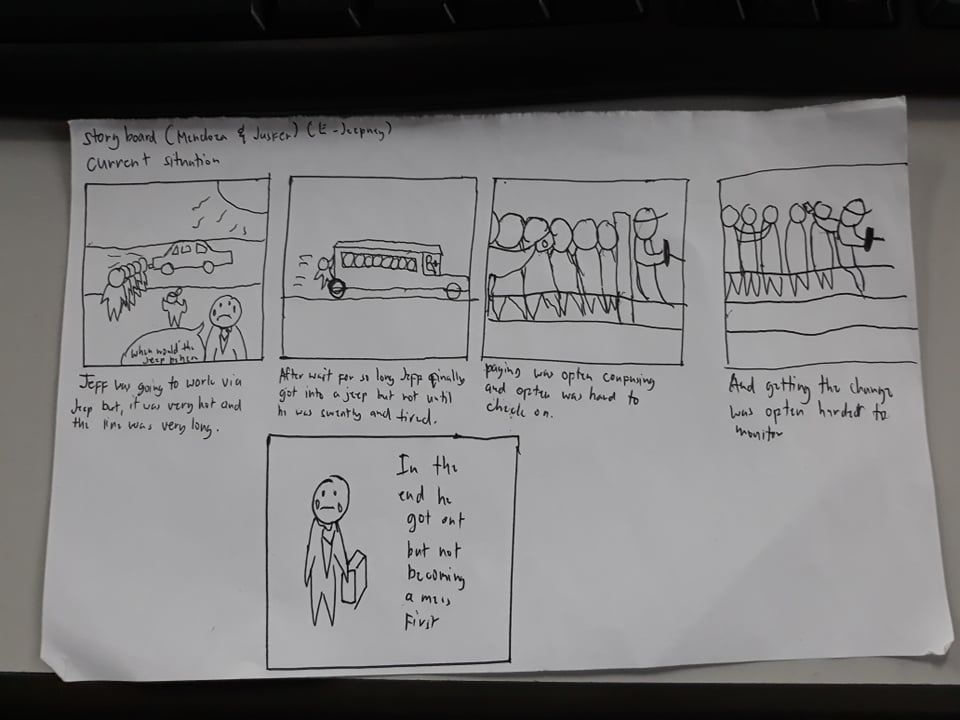 Story board (Mendoza & Jusfer) (E-Jeepney)
Current situation
When would the
Jeep
Jeff was going to work via
Jeep but, it was very hot and
the line was very long.
After wait for so long Jeff finally
got into a jeep but not until
he was sweaty and tired.
paying was often confusing
and often was hard to
check on.
And getting the change
was often harder to
monitor
In the
end he
got out
but not
becoming
a mess
First